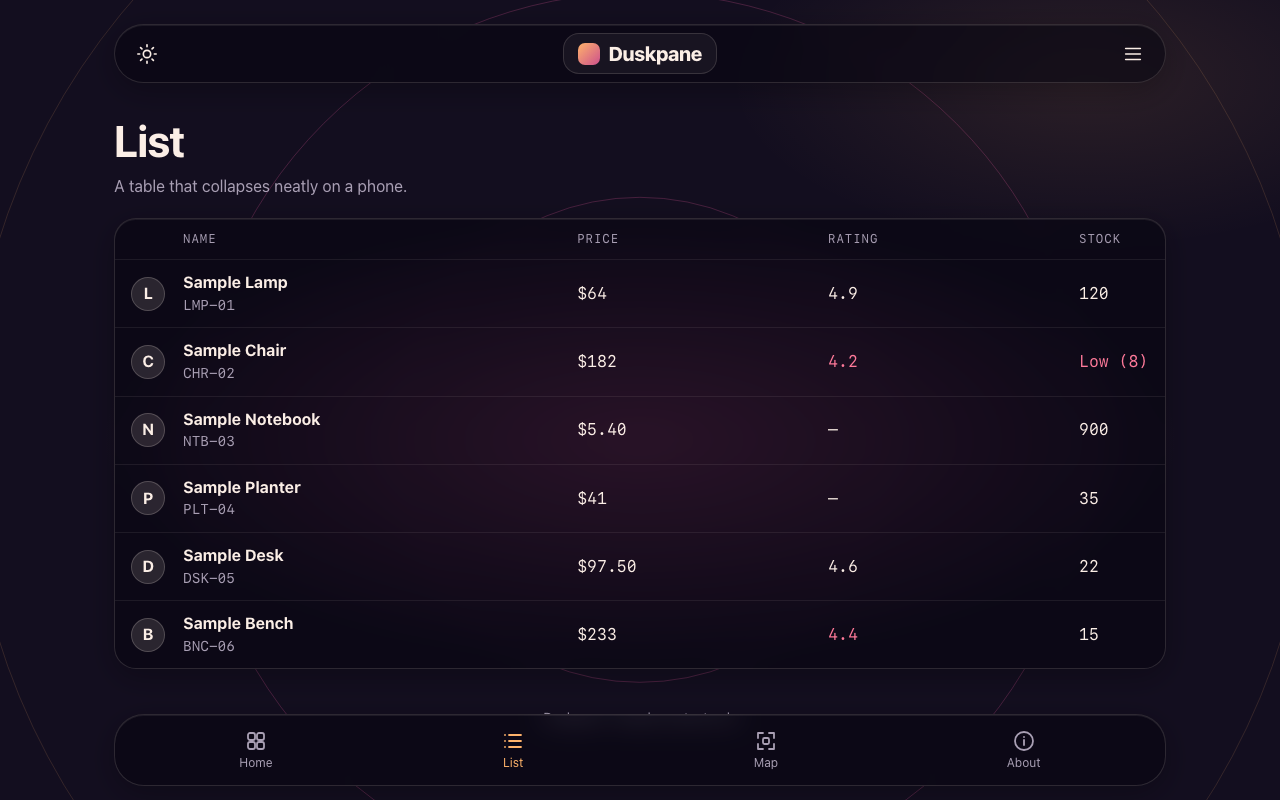 Duskpane
List
A table that collapses neatly on a phone.
NAME PRICE RATING STOCK
L Sample Lamp $64 4.9 120
LMP-01
C Sample Chair $182 4.2 Low (8)
CHR-02
N Sample Notebook $5.40 — 900
NTB-03
P Sample Planter $41 — 35
PLT-04
D Sample Desk $97.50 4.6 22
DSK-05
B Sample Bench $233 4.4 15
BNC-06
Home List Map About